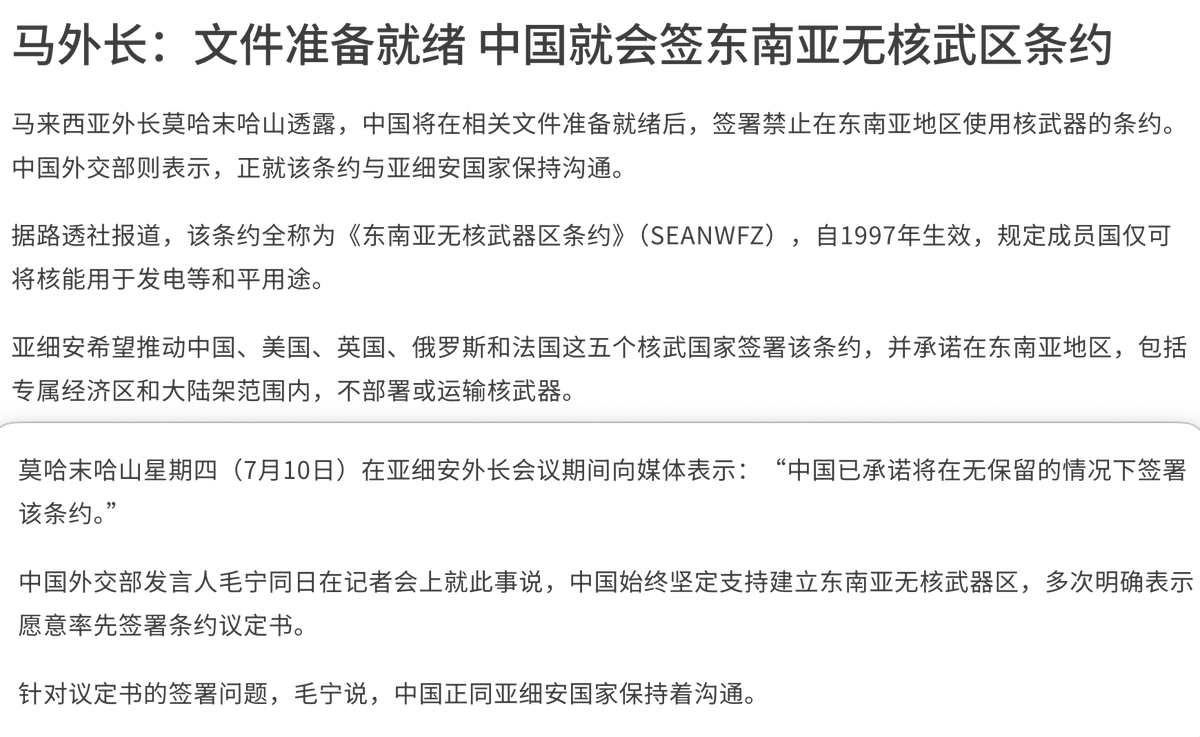 马外长：文件准备就绪 中国就会签东南亚无核武区条约
马来西亚外长莫哈末哈山透露，中国将在相关文件准备就绪后，签署禁止在东南亚地区使用核武器的条约。
中国外交部则表示，正就该条约与亚细安国家保持沟通。
据路透社报道，该条约全称为《东南亚无核武器区条约》（SEANWFZ），自1997年生效，规定成员国仅可
将核能用于发电等和平用途。
亚细安希望推动中国、美国、英国、俄罗斯和法国这五个核武国家签署该条约，并承诺在东南亚地区，包括
专属经济区和大陆架范围内，不部署或运输核武器。
莫哈末哈山星期四（7月10日）在亚细安外长会议期间向媒体表示：“中国已承诺将在无保留的情况下签署
该条约。”
中国外交部发言人毛宁同日在记者会上就此事说，中国始终坚定支持建立东南亚无核武器区，多次明确表示
愿意率先签署条约议定书。
针对议定书的签署问题，毛宁说，中国正同亚细安国家保持着沟通。